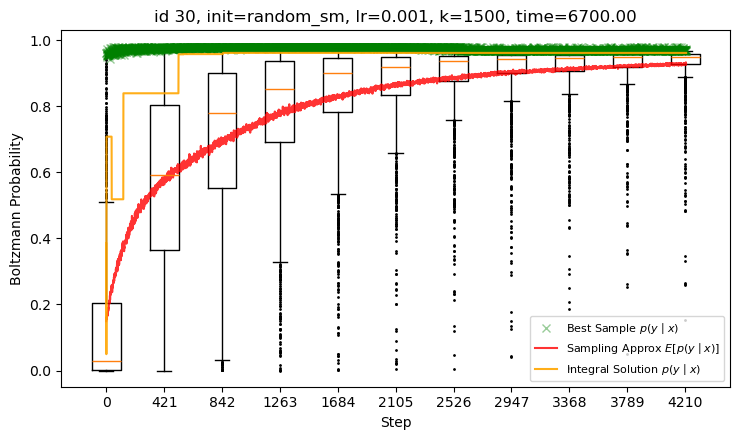 id 30, init=random_sm, lr=0.001, k=1500, time=6700.00
Boltzmann Probability
1.0
0.8
0.6
0.4
0.2
0.0
Best Sample p(y | x)
Sampling Approx E[p(y | x)]
Integral Solution p(y | x)
0 421 842 1263 1684 2105 2526 2947 3368 3789 4210
Step